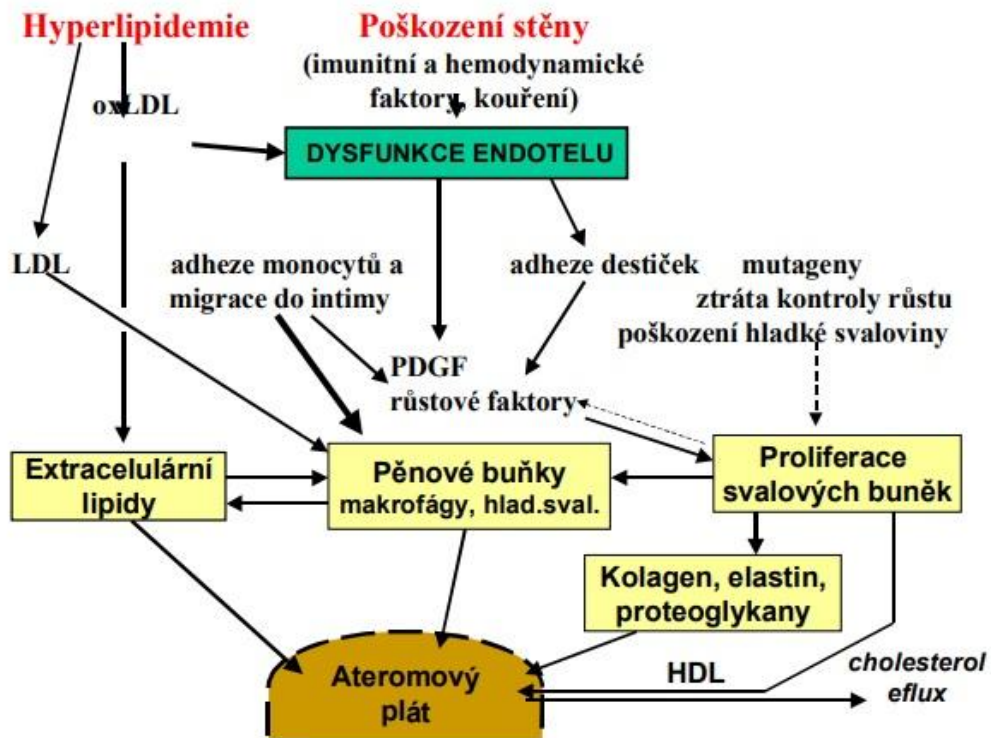 Hyperlipidemie
Poškození stěny
(imunitní a hemodynamické
faktory, kouření)
oxLDL
DYSFUNKCE ENDOTELU
LDL
adheze monocytů a
migrace do intimy
adheze destiček
mutageny
ztráta kontroly růstu
poškození hladké svaloviny
PDGF
růstové faktory
Extracelulární
lipidy
Pěnové buňky
makrofágy, hlad.sval.
Proliferace
svalových buněk
Kolagen, elastin,
proteoglykany
Ateromový
plát
HDL
cholesterol
eflux